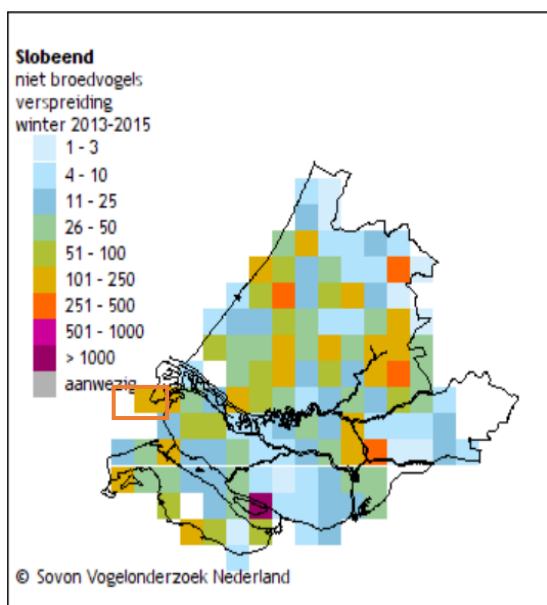 Slobeend
niet broedvogels
verspreiding
winter 2013-2015
1 - 3
4 - 10
11 - 25
26 - 50
51 - 100
101 - 250
251 - 500
501 - 1000
> 1000
aanwezig
© Sovon Vogelonderzoek Nederland